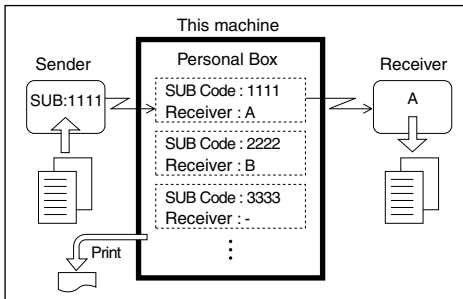 This machine
Sender
Personal Box
Receiver
SUB:1111
SUB Code : 1111
Receiver : A
A
SUB Code : 2222
Receiver : B
SUB Code : 3333
Receiver : -
Print